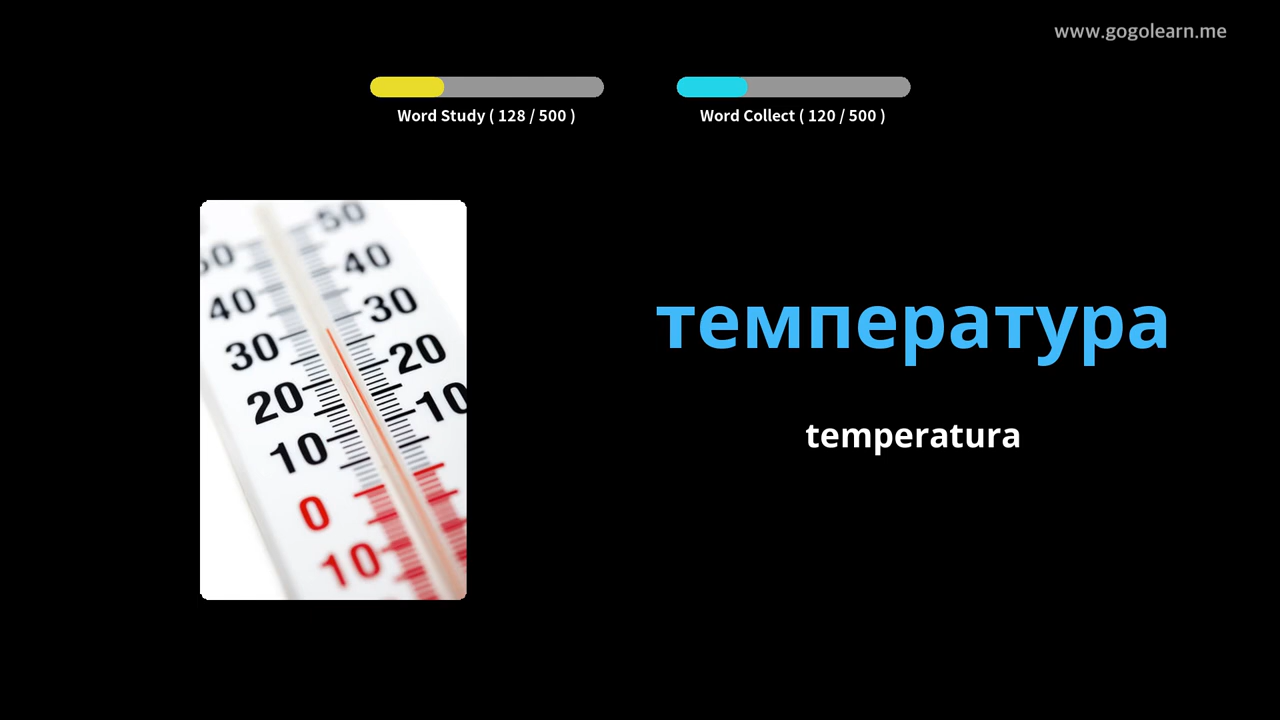 www.gogolearn.me
Word Study ( 128 / 500 )
Word Collect ( 120 / 500 )
50
40
40
30
30
20
20
10
10
0
10
температура
temperatura